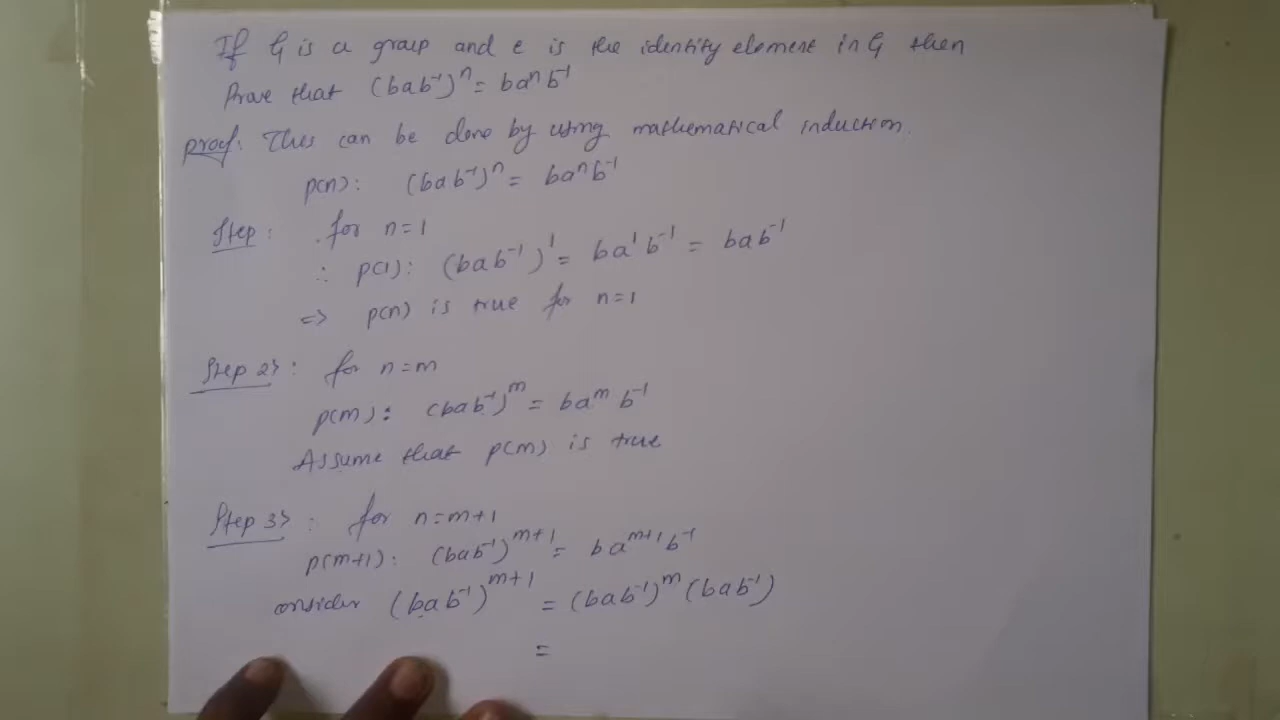 If G is a group and e is the identity element in G then
Prove that (bab⁻¹)ⁿ = baⁿb⁻¹
proof: This can be done by using mathematical induction.
p(n): (bab⁻¹)ⁿ = baⁿb⁻¹
Step: for n=1
∴ p(1): (bab⁻¹)¹ = ba¹b⁻¹ = bab⁻¹
=> p(n) is true for n=1
Step 2: for n=m
p(m): (bab⁻¹)ᵐ = baᵐb⁻¹
Assume that p(m) is true
Step 3: for n=m+1
p(m+1): (bab⁻¹)ᵐ⁺¹ = baᵐ⁺¹b⁻¹
consider (bab⁻¹)ᵐ⁺¹ = (bab⁻¹)ᵐ(bab⁻¹)
=